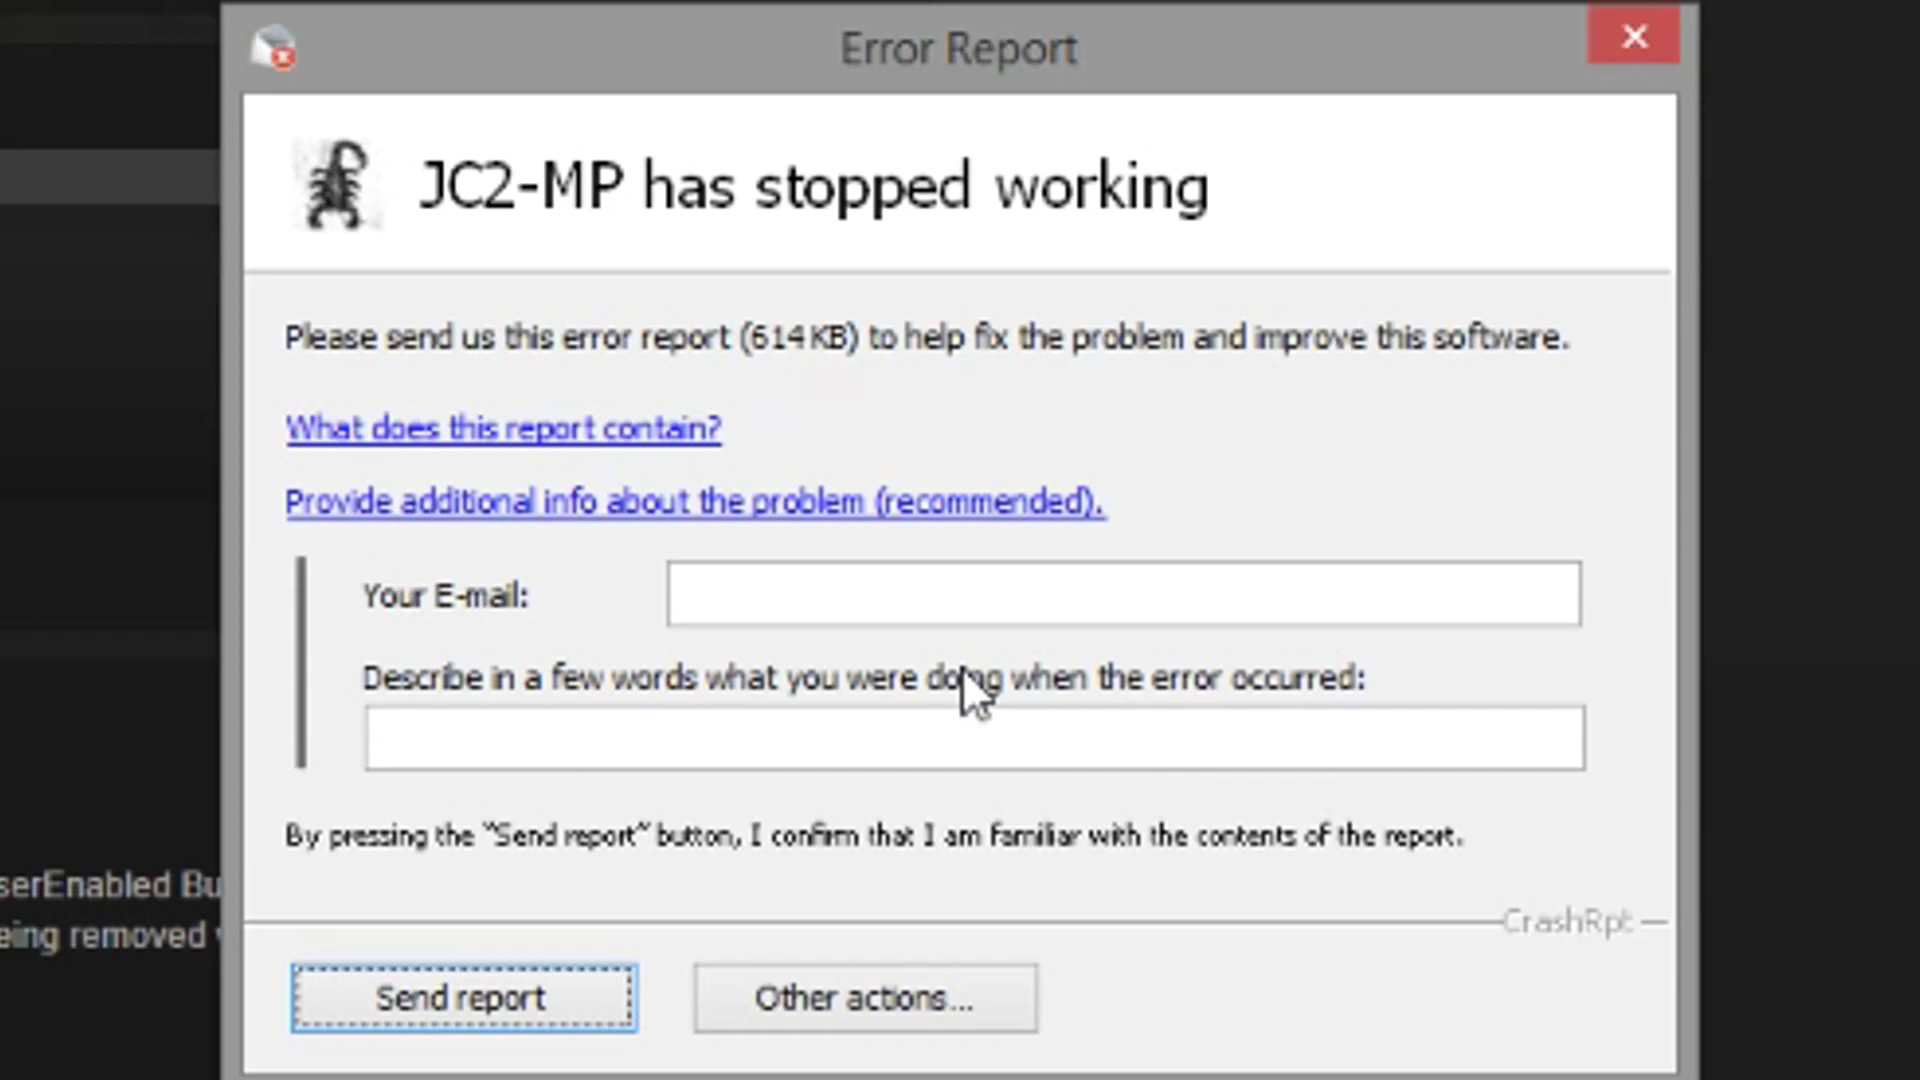 Error Report
JC2-MP has stopped working
Please send us this error report (614 KB) to help fix the problem and improve this software.
What does this report contain?
Provide additional info about the problem (recommended).
Your E-mail:
Describe in a few words what you were doing when the error occurred:
By pressing the "Send report" button, I confirm that I am familiar with the contents of the report.
serEnabled Bu
eing removed
CrashRpt
Send report
Other actions...